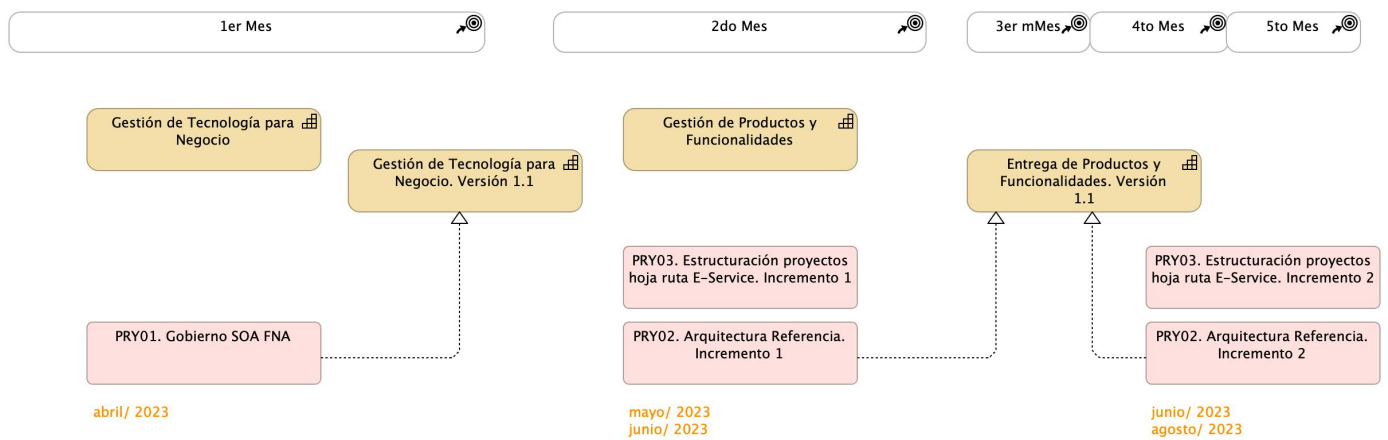 1er Mes
2do Mes
3er mMes
4to Mes
5to Mes
Gestión de Tecnología para
Negocio
Gestión de Productos y
Funcionalidades
Gestión de Tecnología para
Negocio. Versión 1.1
Entrega de Productos y
Funcionalidades. Versión
1.1
PRY03. Estructuración proyectos
hoja ruta E-Service. Incremento 1
PRY03. Estructuración proyectos
hoja ruta E-Service. Incremento 2
PRY01. Gobierno SOA FNA
PRY02. Arquitectura Referencia.
Incremento 1
PRY02. Arquitectura Referencia.
Incremento 2
abril/ 2023
mayo/ 2023
junio/ 2023
junio/ 2023
agosto/ 2023